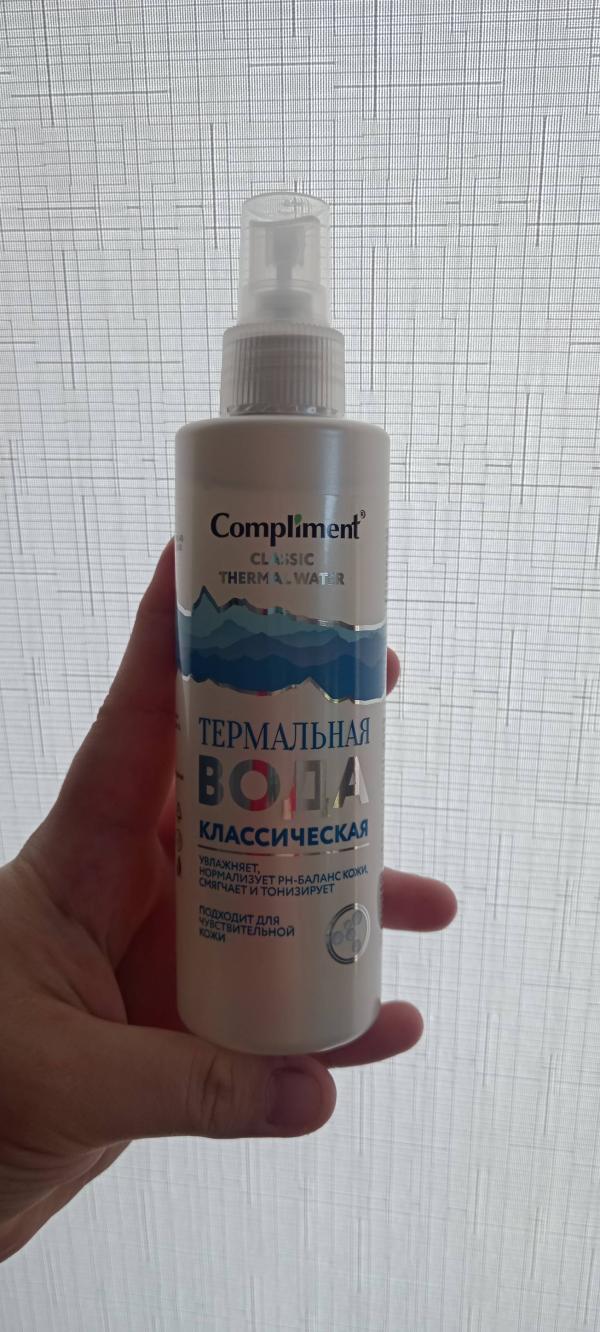 Compliment®
CLASSIC
THERMAL WATER
ТЕРМАЛЬНАЯ
ВОДА
КЛАССИЧЕСКАЯ
УВЛАЖНЯЕТ,
НОРМАЛИЗУЕТ PH-БАЛАНС КОЖИ,
СМЯГЧАЕТ И ТОНИЗИРУЕТ
ПОДХОДИТ ДЛЯ
ЧУВСТВИТЕЛЬНОЙ
КОЖИ